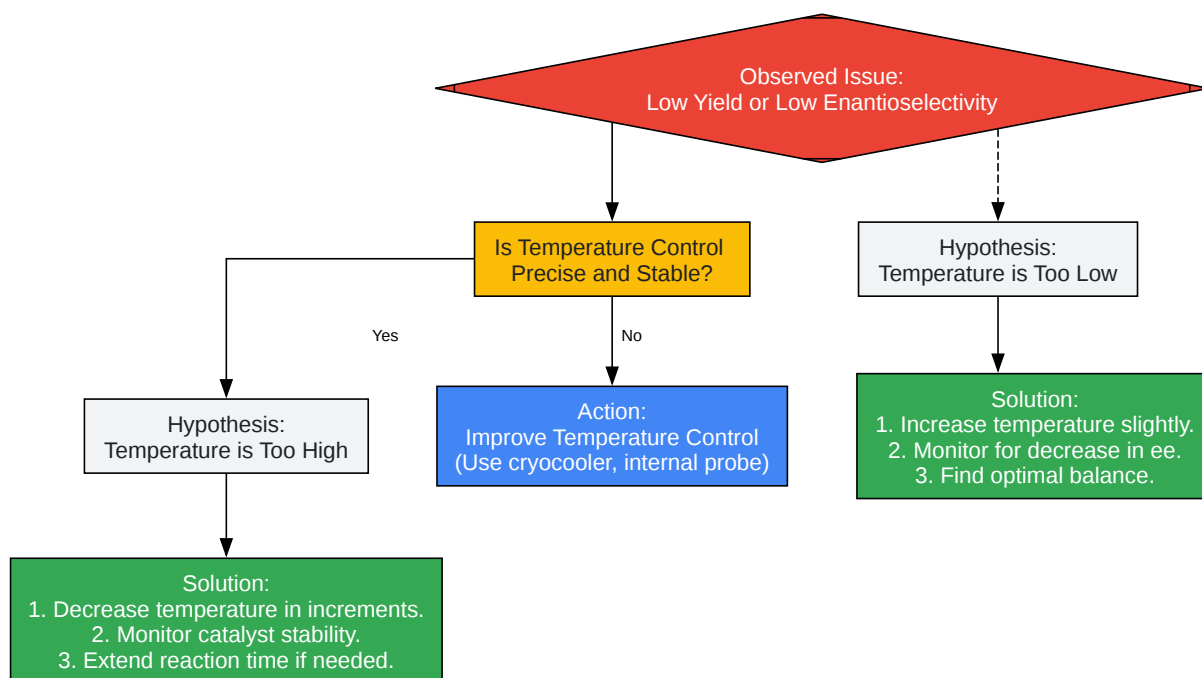 Observed Issue:
Low Yield or Low Enantioselectivity
Is Temperature Control
Precise and Stable?
Hypothesis:
Temperature is Too Low
Yes
No
Hypothesis:
Temperature is Too High
Action:
Improve Temperature Control
(Use cryocooler, internal probe)
Solution:
1. Increase temperature slightly.
2. Monitor for decrease in ee.
3. Find optimal balance.
Solution:
1. Decrease temperature in increments.
2. Monitor catalyst stability.
3. Extend reaction time if needed.